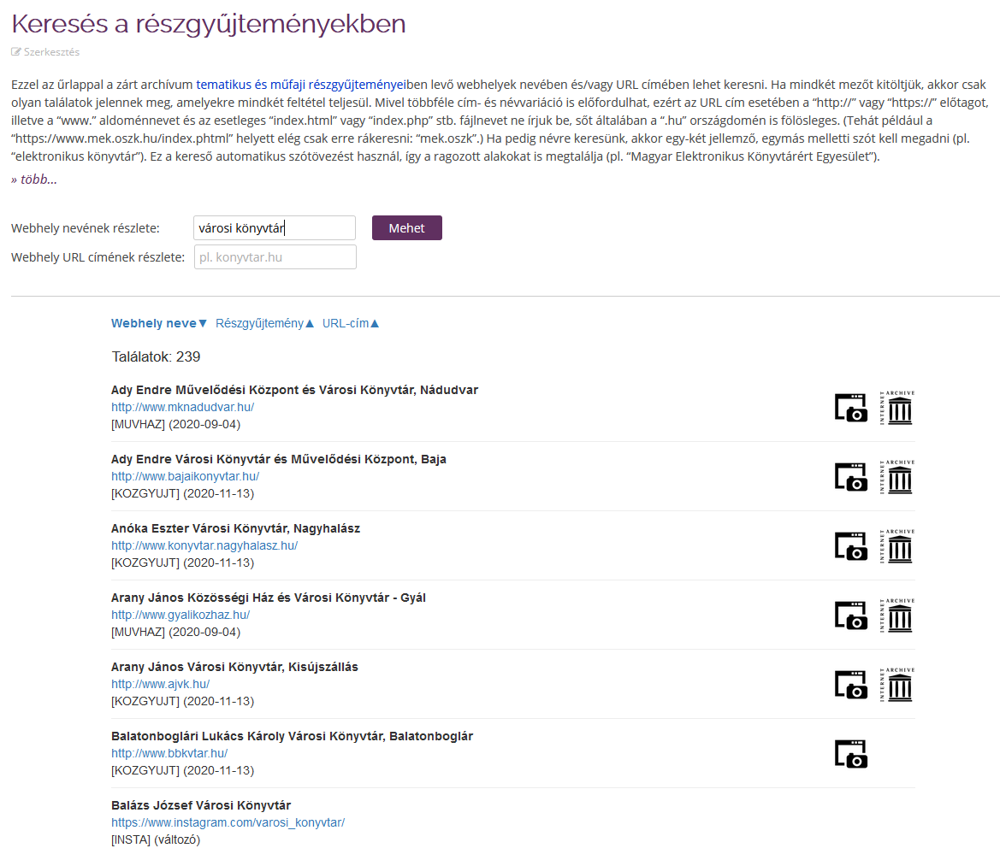 Keresés a részgyűjteményekben
Szerkesztés
Ezzel az űrlappal a zárt archívum tematikus és műfaji részgyűjteményeiben levő webhelyek nevében és/vagy URL címében lehet keresni. Ha mindkét mezőt kitöltjük, akkor csak
olyan találatok jelennek meg, amelyekre mindkét feltétel teljesül. Mivel többféle cím- és névvariáció is előfordulhat, ezért az URL cím esetében a “http://” vagy “https://” előtagot,
illetve a “www.” aldoménnevet és az esetleges “index.html” vagy “index.php” stb. fájlnevet ne írjuk be, sőt általában a “.hu” országdomén is fölösleges. (Tehát például a
“https://www.mek.oszk.hu/index.phtml” helyett elég csak erre rákeresni: “mek.oszk”.) Ha pedig névre keresünk, akkor egy-két jellemző, egymás melletti szót kell megadni (pl.
“elektronikus könyvtár”). Ez a kereső automatikus szótövezést használ, így a ragozott alakokat is megtalálja (pl. “Magyar Elektronikus Könyvtárért Egyesület”).
» több...
Webhely nevének részlete: városi könyvtár Mehet
Webhely URL címének részlete: pl. konyvtar.hu
Webhely neve▼ Részgyűjtemény▲ URL-cím▲
Találatok: 239
Ady Endre Művelődési Központ és Városi Könyvtár, Nádudvar
http://www.mknadudvar.hu/
[MUVHAZ] (2020-09-04)
INTERNET ARCHIVE
Ady Endre Városi Könyvtár és Művelődési Központ, Baja
http://www.bajaikonyvtar.hu/
[KOZGYUJT] (2020-11-13)
INTERNET ARCHIVE
Anóka Eszter Városi Könyvtár, Nagyhalász
http://www.konyvtar.nagyhalasz.hu/
[KOZGYUJT] (2020-11-13)
INTERNET ARCHIVE
Arany János Közösségi Ház és Városi Könyvtár - Gyál
http://www.gyalikozhaz.hu/
[MUVHAZ] (2020-09-04)
INTERNET ARCHIVE
Arany János Városi Könyvtár, Kisújszállás
http://www.ajvk.hu/
[KOZGYUJT] (2020-11-13)
INTERNET ARCHIVE
Balatonboglári Lukács Károly Városi Könyvtár, Balatonboglár
http://www.bbkvtar.hu/
[KOZGYUJT] (2020-11-13)
Balázs József Városi Könyvtár
https://www.instagram.com/varosi_konyvtar/
[INSTA] (változó)